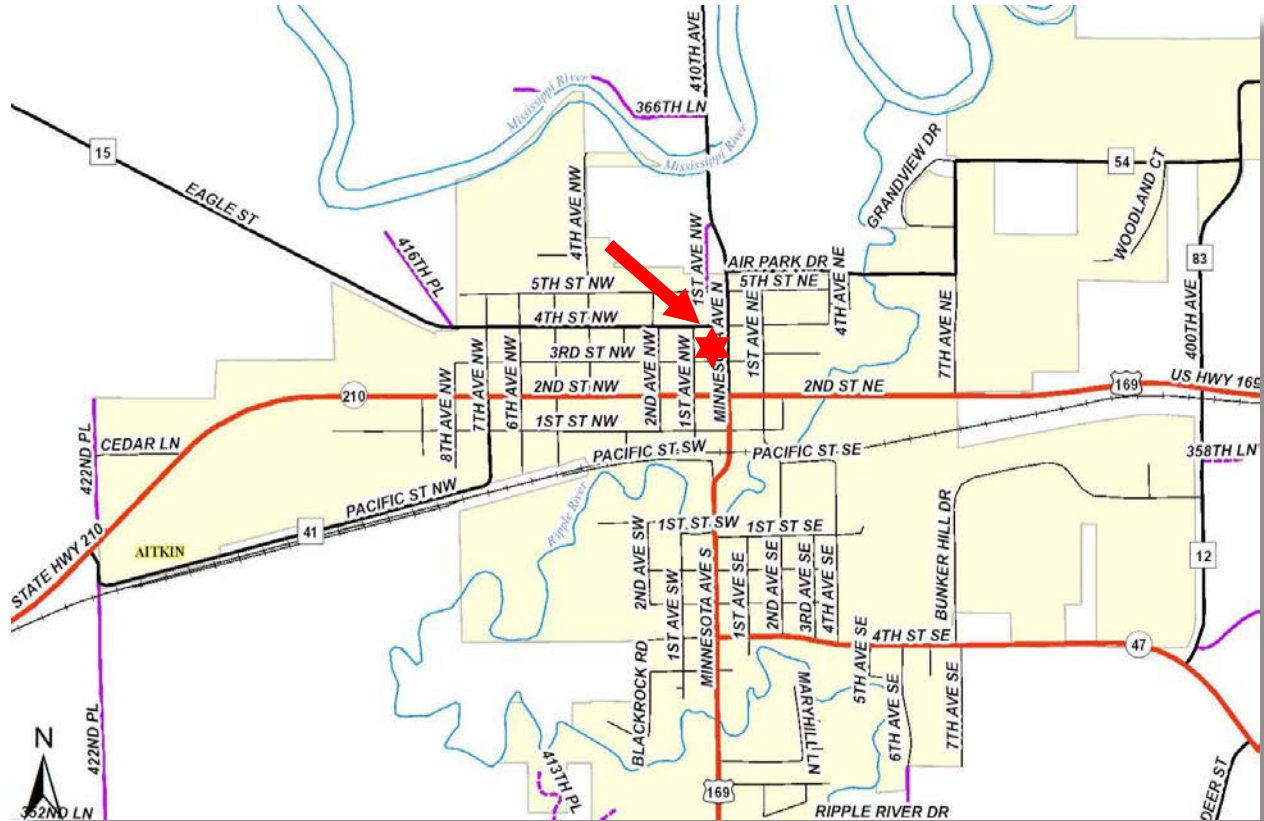 410TH AVE
Mississippi River
366TH LN
Mississippi River
15
EAGLE ST
GRANDVIEW DR
54
WOODLAND CT
416TH PL
4TH AVE NW
1ST AVE NW
AIR PARK DR
83
5TH ST NW
5TH ST NE
4TH AVE NE
7TH AVE NE
400TH AVE
4TH ST NW
3RD ST NW
2ND AVE NW
1ST AVE NW
MINNESOTA AVE N
1ST AVE NE
210
2ND ST NW
2ND ST NE
169
US HWY 169
8TH AVE NW
7TH AVE NW
6TH AVE NW
1ST ST NW
422ND PL
CEDAR LN
PACIFIC ST SW
PACIFIC ST SE
358TH LN
PACIFIC ST NW
41
Ripple River
STATE HWY 210
AITKIN
1ST ST SW
1ST ST SE
2ND AVE SW
1ST AVE SW
MINNESOTA AVE S
1ST AVE SE
2ND AVE SE
3RD AVE SE
4TH AVE SE
BUNKER HILL DR
12
4TH ST SE
47
BLACKROCK RD
MARYHILL LN
5TH AVE SE
6TH AVE SE
7TH AVE SE
422ND PL
N
413TH PL
169
RIPPLE RIVER DR
352ND LN
DEER ST